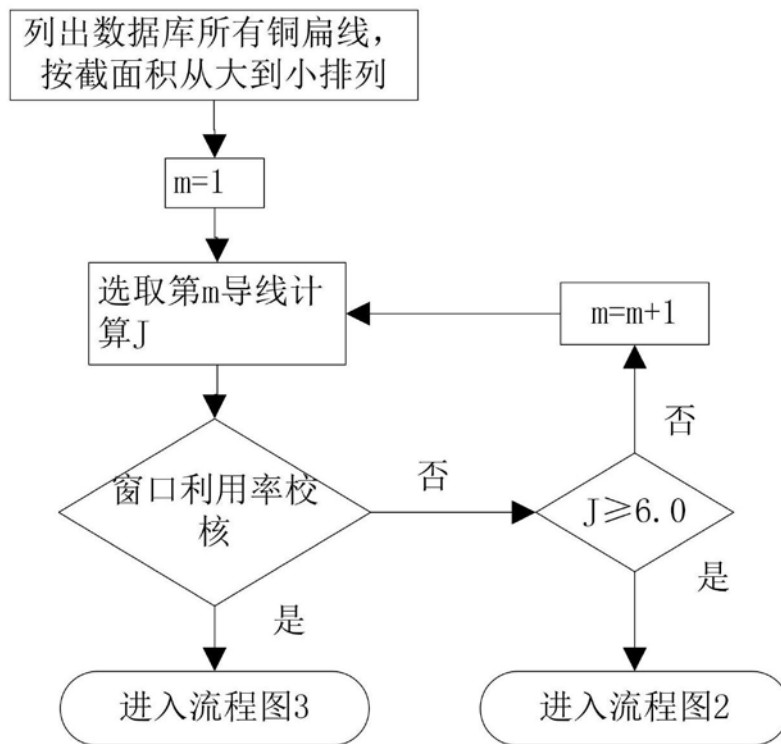 列出数据库所有铜扁线，
按截面积从大到小排列
m=1
选取第m导线计
算J
m=m+1
否
窗口利用率校
核
否
J≥6.0
是
是
进入流程图3
进入流程图2